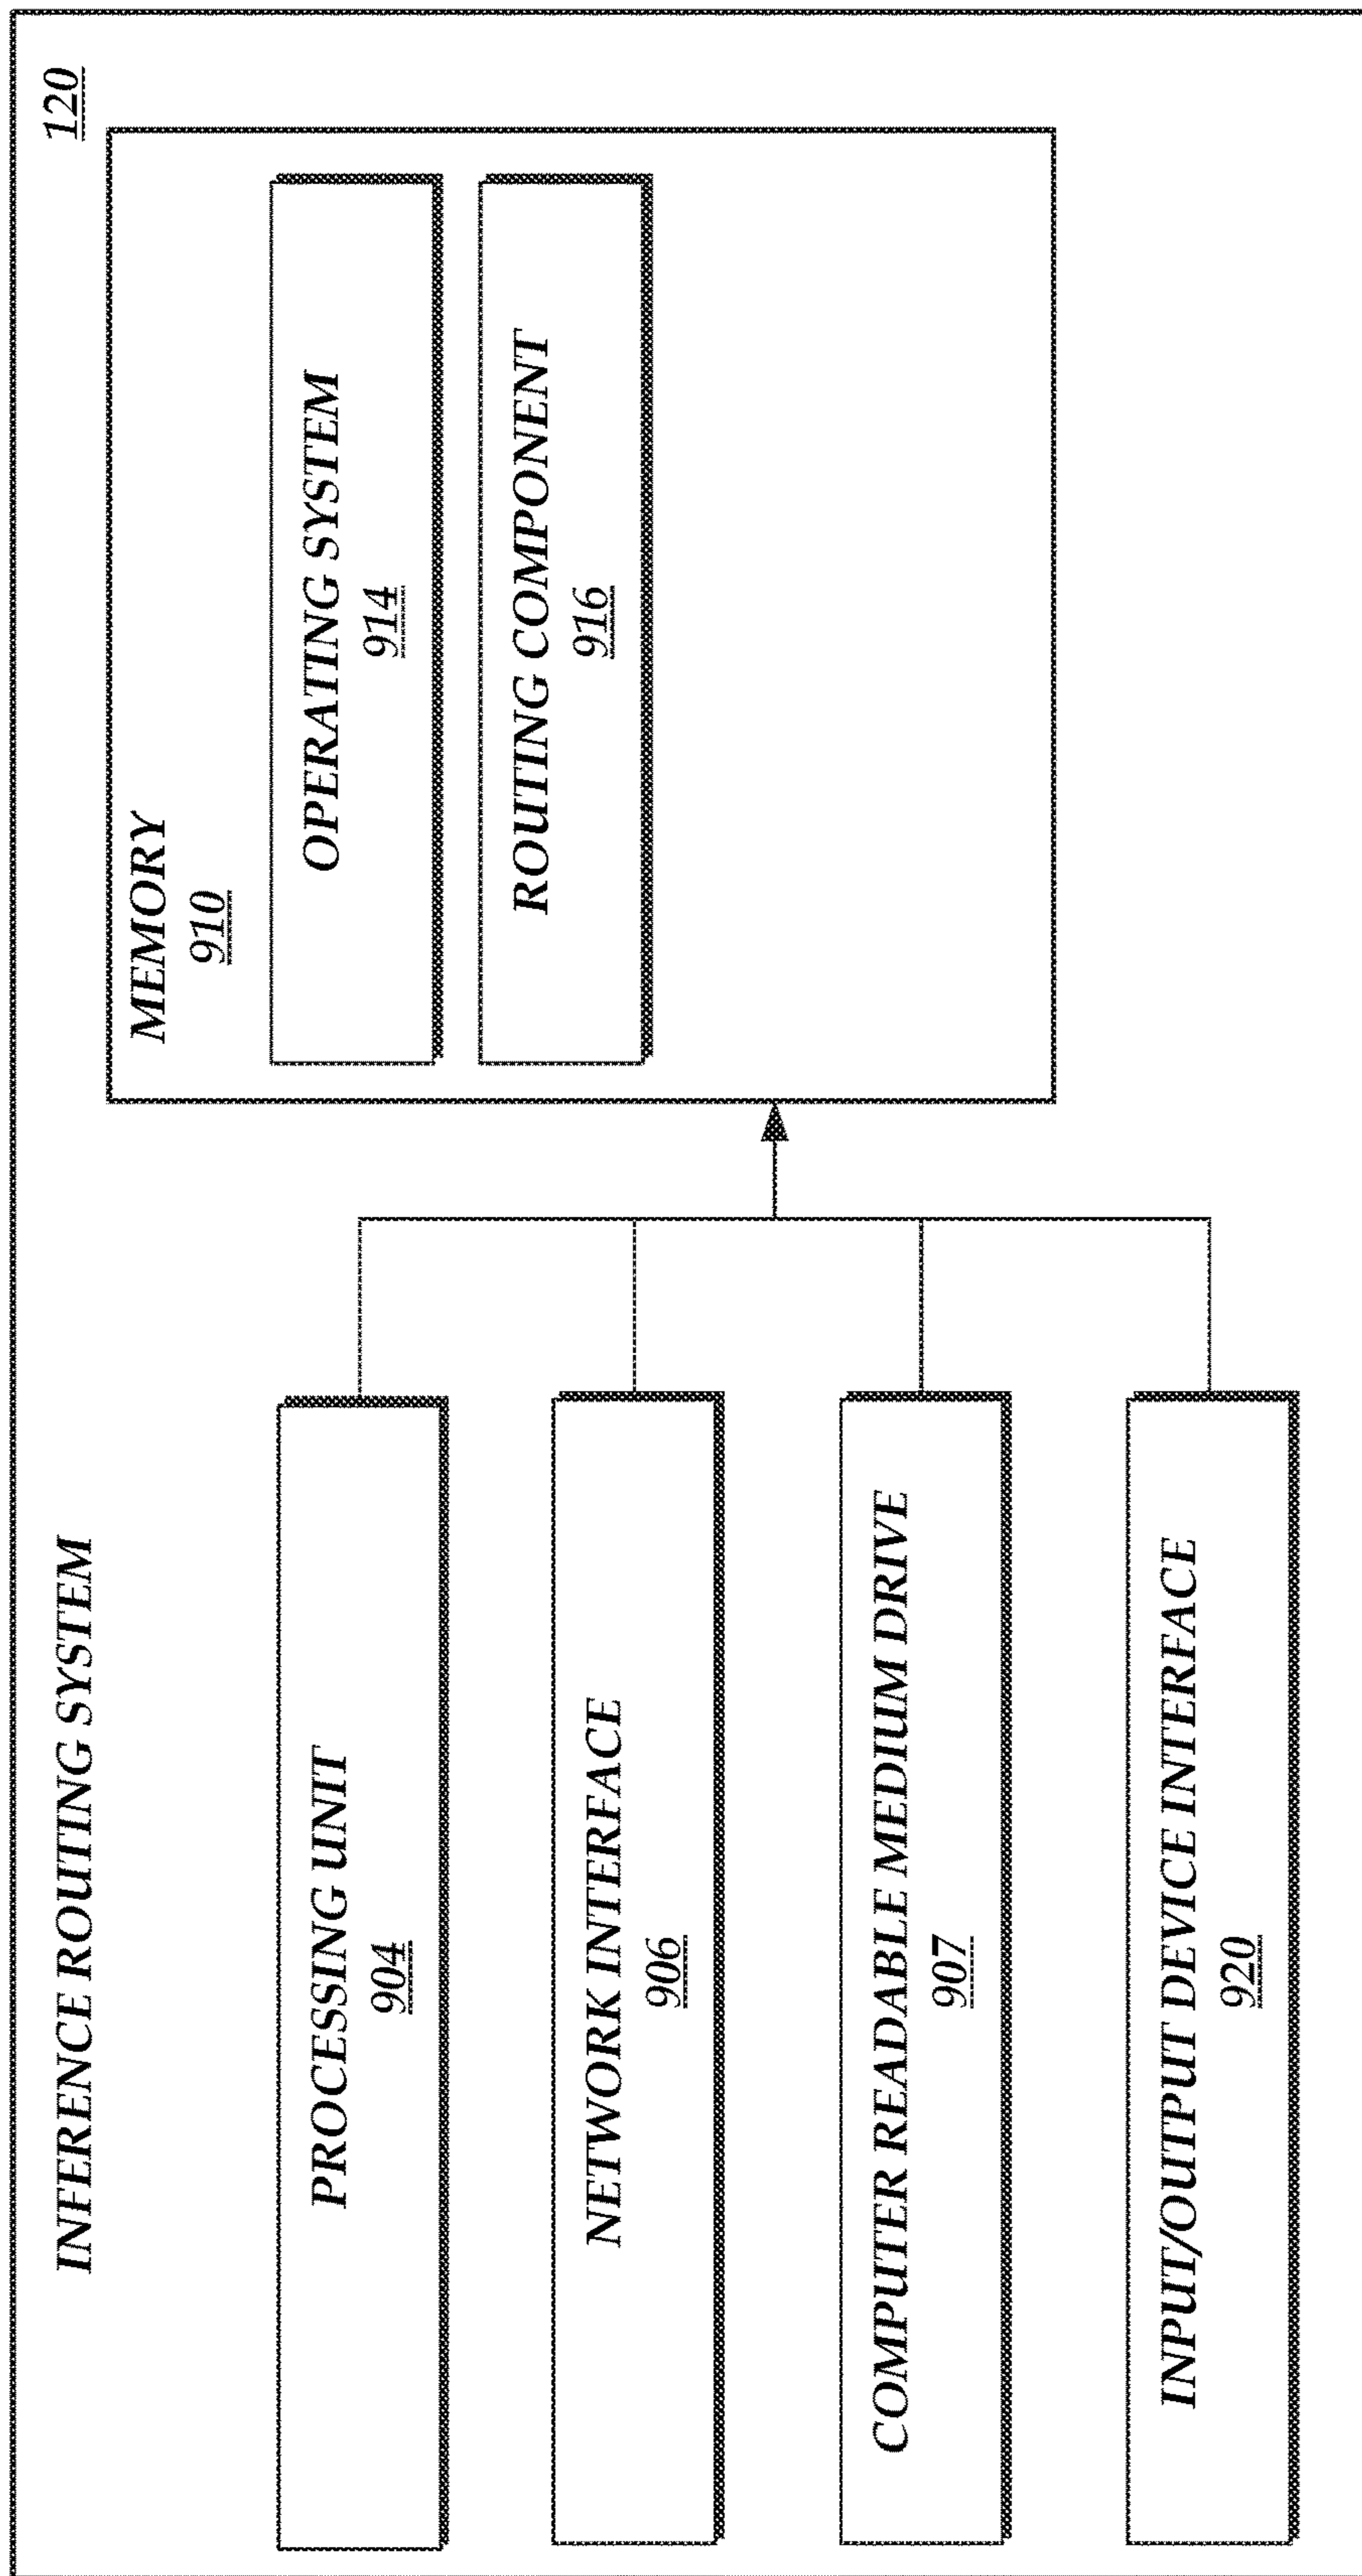 INFERENCE ROUTING SYSTEM
120
PROCESSING UNIT
904
NETWORK INTERFACE
906
COMPUTER READABLE MEDIUM DRIVE
907
INPUT/OUTPUT DEVICE INTERFACE
920
MEMORY
910
OPERATING SYSTEM
914
ROUTING COMPONENT
916